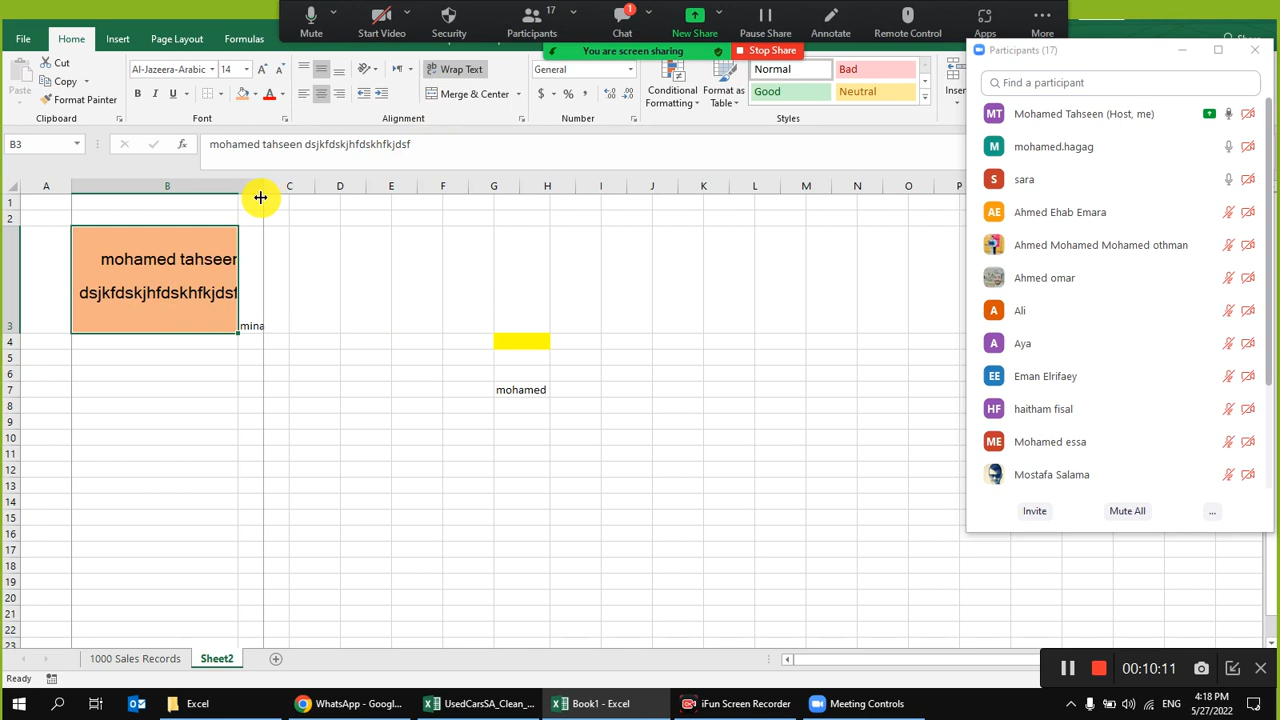 Mute
Start Video
Security
17
Participants
1
Chat
New Share
Pause Share
Annotate
Remote Control
Apps
More
You are screen sharing
Stop Share
File
Home
Insert
Page Layout
Formulas
Cut
Copy
Format Painter
Paste
Clipboard
Al-Jazeera-Arabic
14
B I U
Font
Wrap Text
Merge & Center
Alignment
General
$ % ,
Number
Conditional Formatting
Format as Table
Normal
Bad
Good
Neutral
Styles
B3
fx
mohamed tahseen dsjkfdskjhfdskhfkjdsf
A B C D E F G H I J K L M N O P
1
2
mohamed tahseen
dsjkfdskjhfdskhfkjdsf
3
mina
4
5
6
7
mohamed
8
9
10
11
12
13
14
15
16
17
18
19
20
21
22
23
1000 Sales Records
Sheet2
Ready
Participants (17)
Find a participant
MT Mohamed Tahseen (Host, me)
M mohamed.hagag
S sara
AE Ahmed Ehab Emara
Ahmed Mohamed Mohamed othman
Ahmed omar
A Ali
A Aya
EE Eman Elrifaey
HF haitham fisal
ME Mohamed essa
Mostafa Salama
Invite
Mute All
...
00:10:11
Excel
WhatsApp - Googl...
UsedCarsSA_Clean_...
Book1 - Excel
iFun Screen Recorder
Meeting Controls
ENG
4:18 PM
5/27/2022